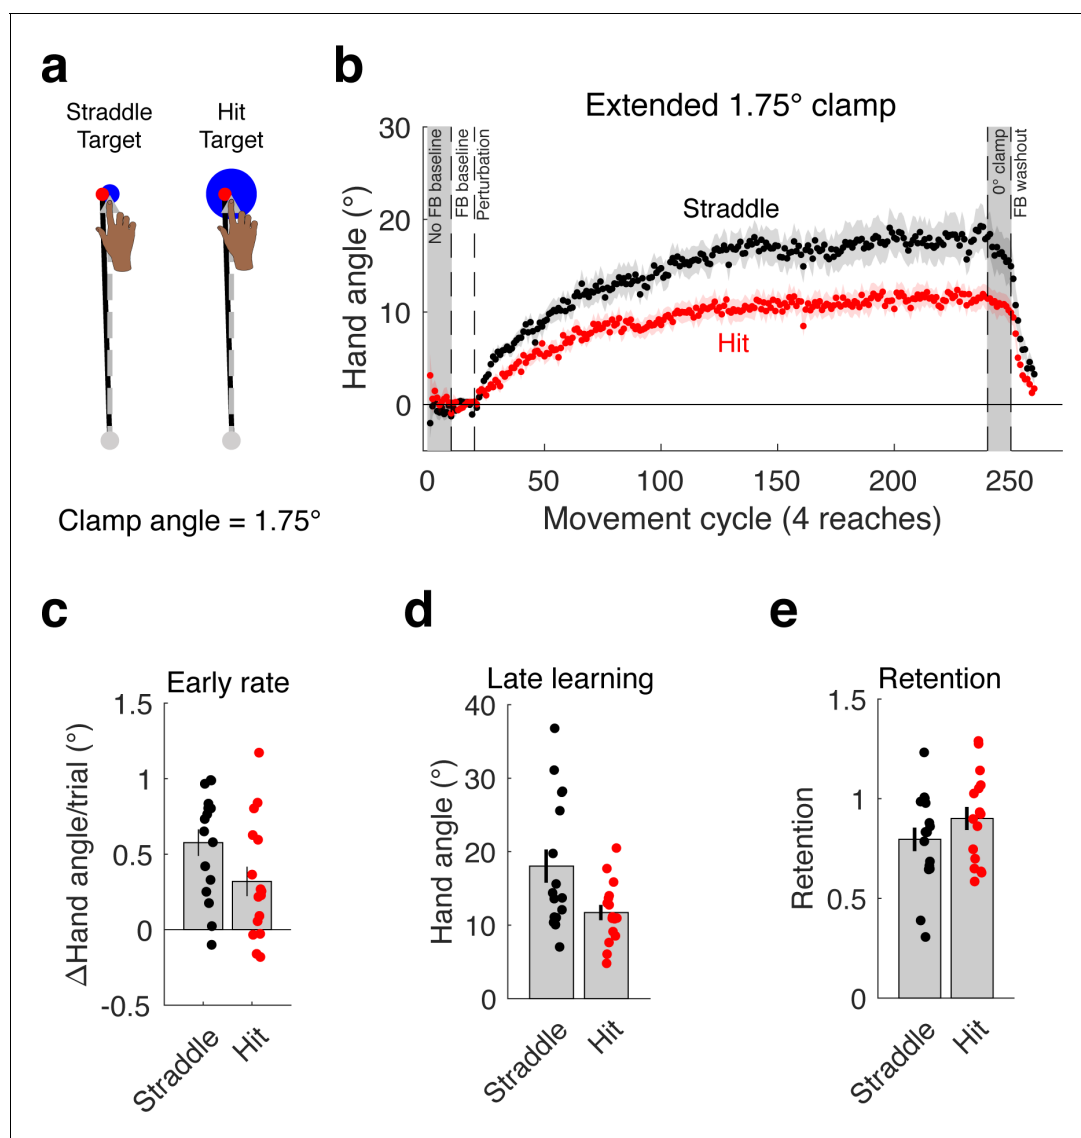 a
Straddle
Target
Hit
Target
Clamp angle = 1.75°
b
Extended 1.75° clamp
Hand angle (°)
30
20
10
0
No FB baseline
FB baseline
Perturbation
Straddle
Hit
0° clamp
FB washout
0 50 100 150 200 250
Movement cycle (4 reaches)
c
Early rate
ΔHand angle/trial (°)
1.5
1
0.5
0
-0.5
Straddle
Hit
d
Late learning
Hand angle (°)
40
30
20
10
0
Straddle
Hit
e
Retention
Retention
1.5
1
0.5
0
Straddle
Hit